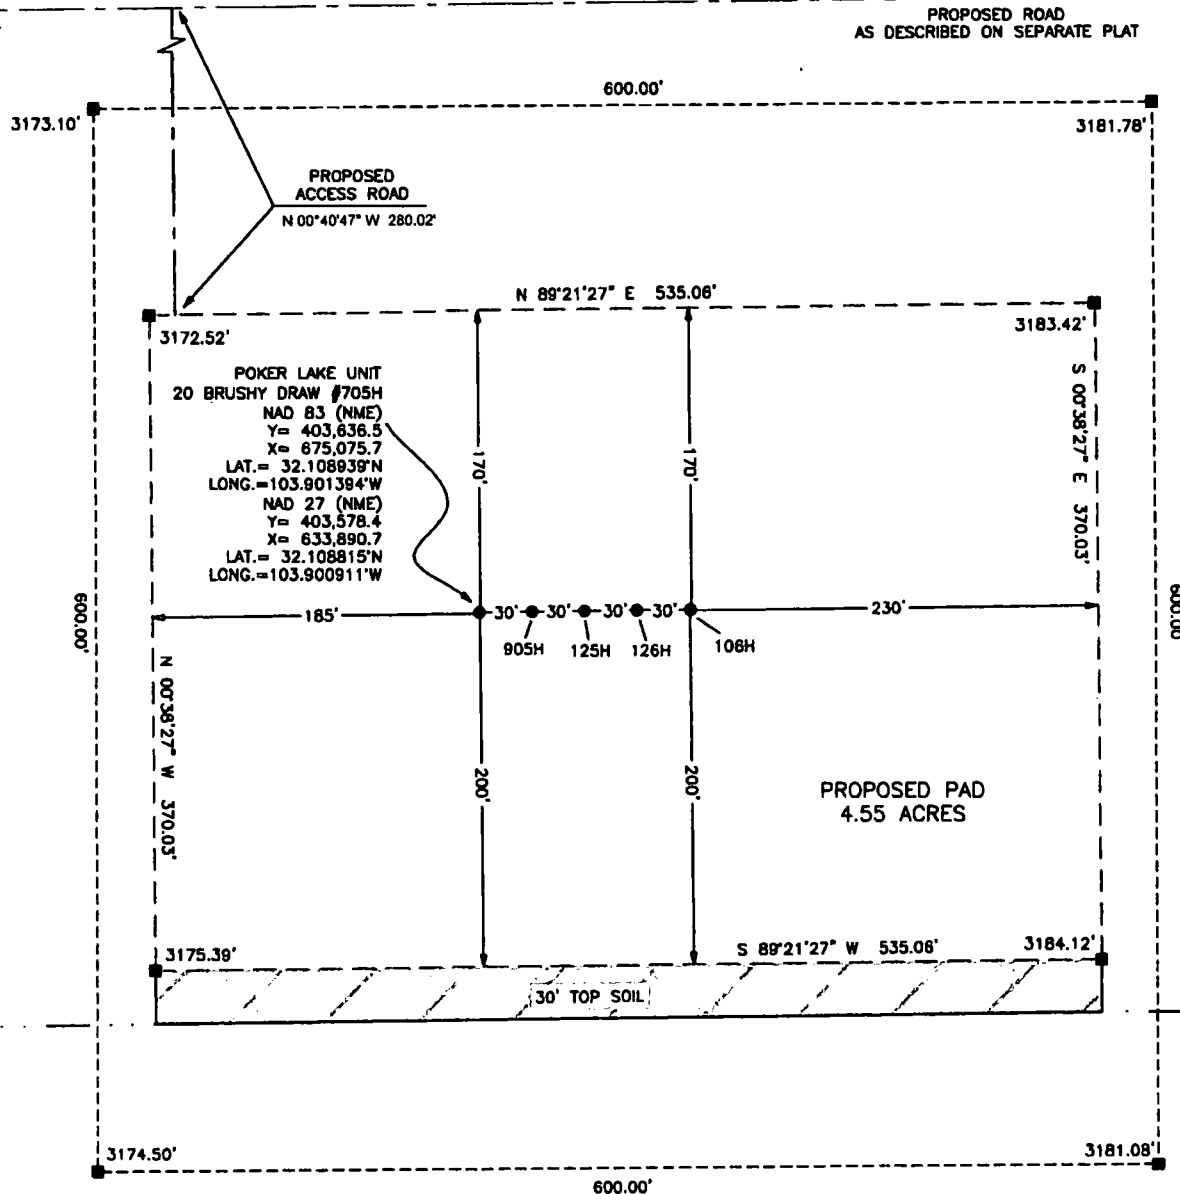 PROPOSED ROAD
AS DESCRIBED ON SEPARATE PLAT
600.00'
3173.10'
3181.78'
PROPOSED
ACCESS ROAD
N 00°40'47" W 280.02'
N 89°21'27" E 535.06'
3172.52'
3183.42'
POKER LAKE UNIT
20 BRUSHY DRAW #705H
NAD 83 (NME)
Y= 403,636.5
X= 675,075.7
LAT.= 32.108939°N
LONG.=103.901394°W
NAD 27 (NME)
Y= 403,578.4
X= 633,890.7
LAT.= 32.108815°N
LONG.=103.900911°W
170'
170'
S 00°38'27" E 370.03'
600.00'
185'
30'
30'
30'
30'
230'
600.00'
905H
125H
126H
106H
N 00°38'27" W 370.03'
200'
200'
PROPOSED PAD
4.55 ACRES
3175.39'
S 89°21'27" W 535.06'
3184.12'
30' TOP SOIL
3174.50'
3181.08'
600.00'